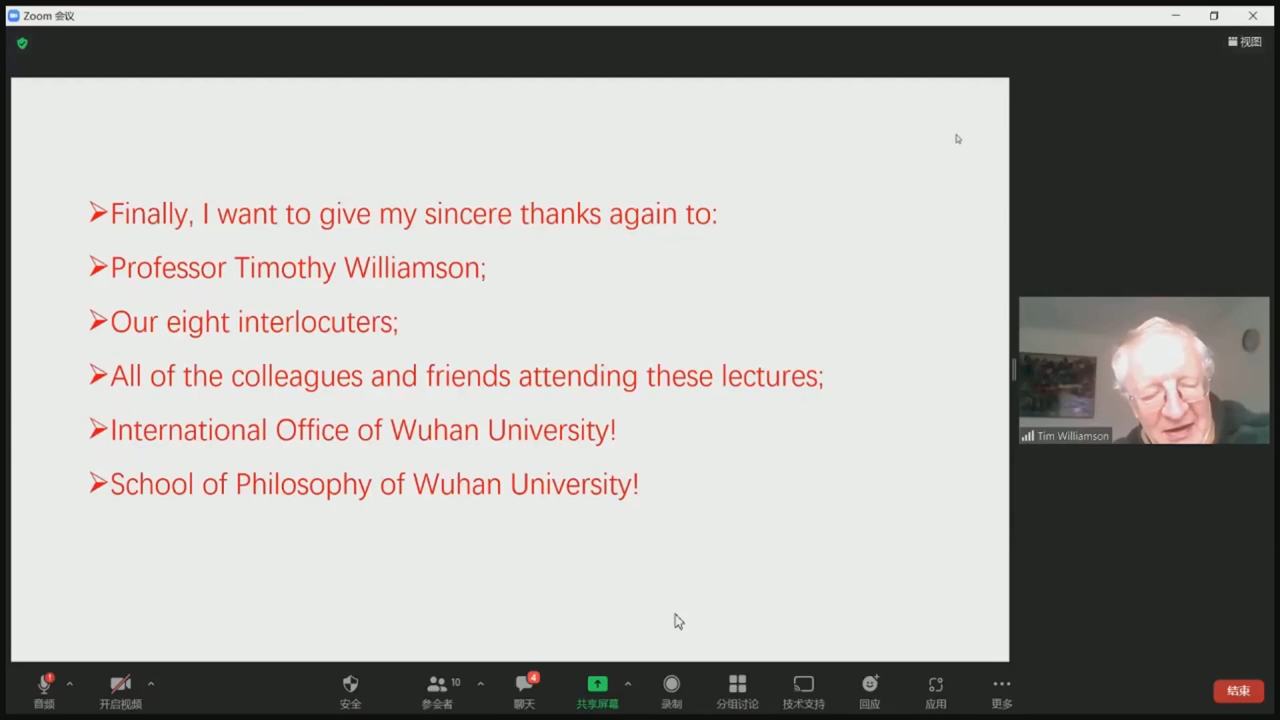 Zoom 会议
视图
➢Finally, I want to give my sincere thanks again to:
➢Professor Timothy Williamson;
➢Our eight interlocuters;
➢All of the colleagues and friends attending these lectures;
➢International Office of Wuhan University!
➢School of Philosophy of Wuhan University!
Tim Williamson
10
4
音频
开启视频
安全
参会者
聊天
共享屏幕
录制
分组讨论
技术支持
回应
应用
更多
结束